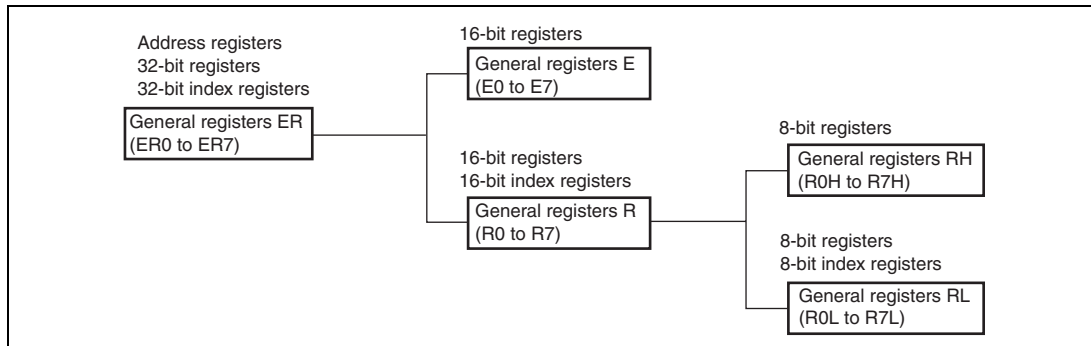 Address registers
32-bit registers
32-bit index registers
General registers ER
(ER0 to ER7)
16-bit registers
General registers E
(E0 to E7)
16-bit registers
16-bit index registers
General registers R
(R0 to R7)
8-bit registers
General registers RH
(R0H to R7H)
8-bit registers
8-bit index registers
General registers RL
(R0L to R7L)